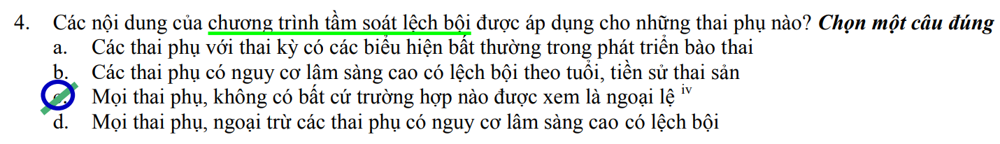 4. Các nội dung của chương trình tầm soát lệch bội được áp dụng cho những thai phụ nào? Chọn một câu đúng
a. Các thai phụ với thai kỳ có các biểu hiện bất thường trong phát triển bào thai
b. Các thai phụ có nguy cơ lâm sàng cao có lệch bội theo tuổi, tiền sử thai sản
Mọi thai phụ, không có bất cứ trường hợp nào được xem là ngoại lệ iv
d. Mọi thai phụ, ngoại trừ các thai phụ có nguy cơ lâm sàng cao có lệch bội